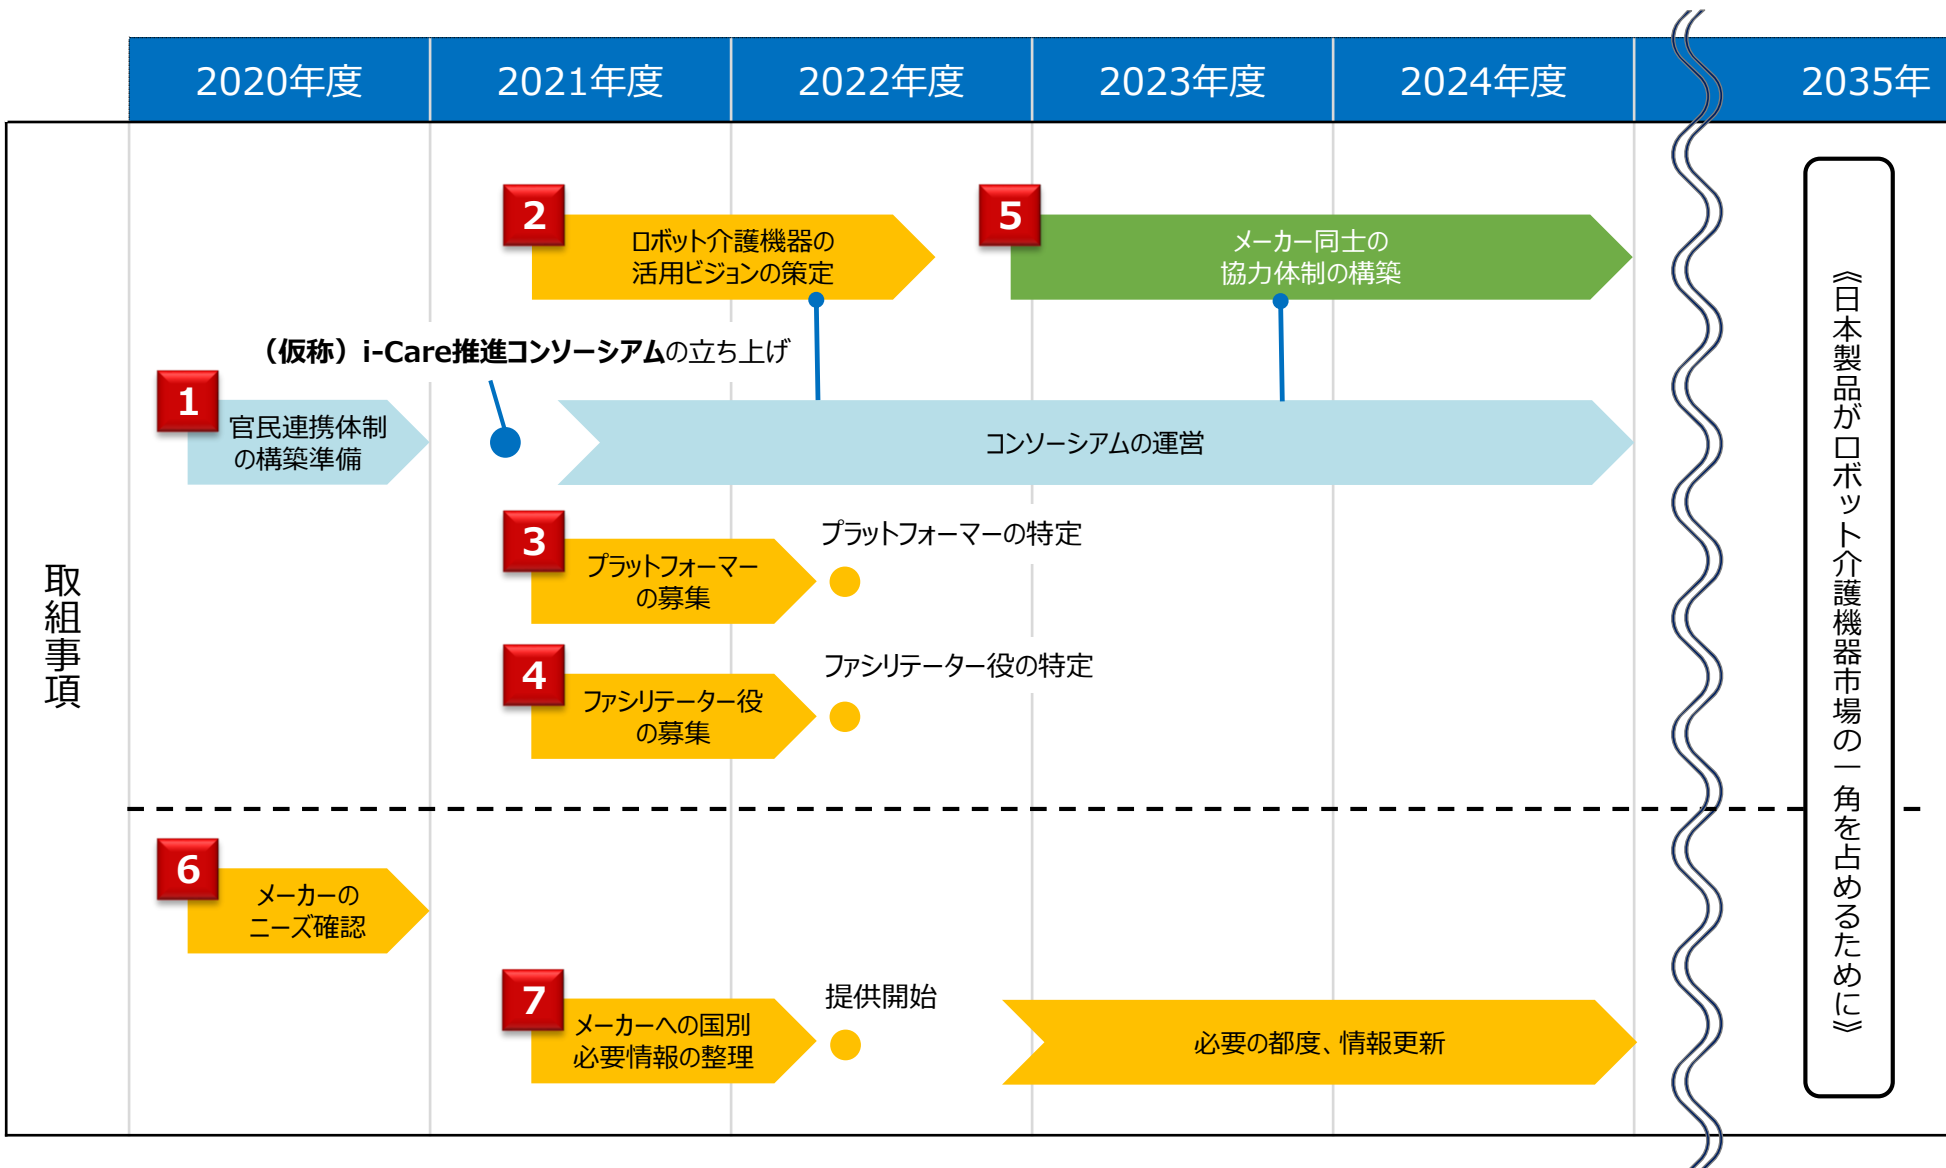 2020年度
2021年度
2022年度
2023年度
2024年度
2035年
取組事項
2
ロボット介護機器の
活用ビジョンの策定
5
メーカー同士の
協力体制の構築
（仮称）i-Care推進コンソーシアムの立ち上げ
1
官民連携体制
の構築準備
コンソーシアムの運営
3
プラットフォーマー
の募集
プラットフォーマーの特定
4
ファシリテーター役
の募集
ファシリテーター役の特定
6
メーカーの
ニーズ確認
7
メーカーへの国別
必要情報の整理
提供開始
必要の都度、情報更新
《日本製品がロボット介護機器市場の一角を占めるために》